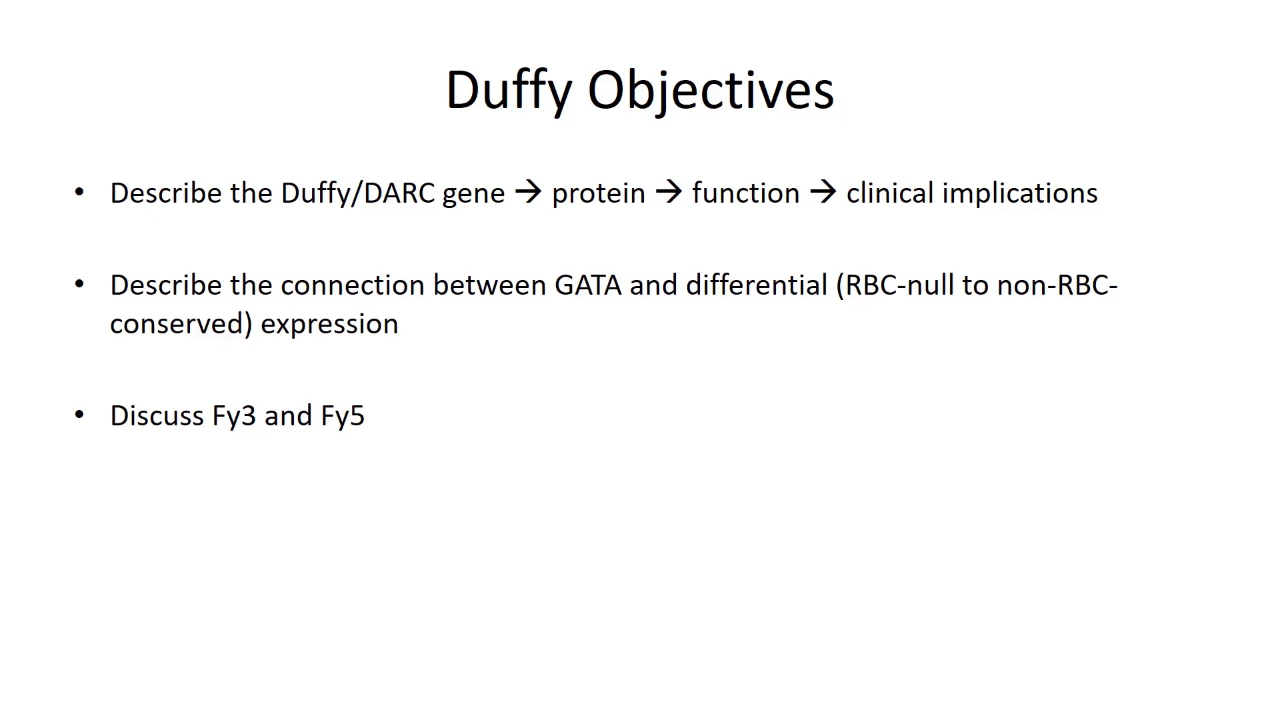 Duffy Objectives
• Describe the Duffy/DARC gene → protein → function → clinical implications
• Describe the connection between GATA and differential (RBC-null to non-RBC-
conserved) expression
• Discuss Fy3 and Fy5